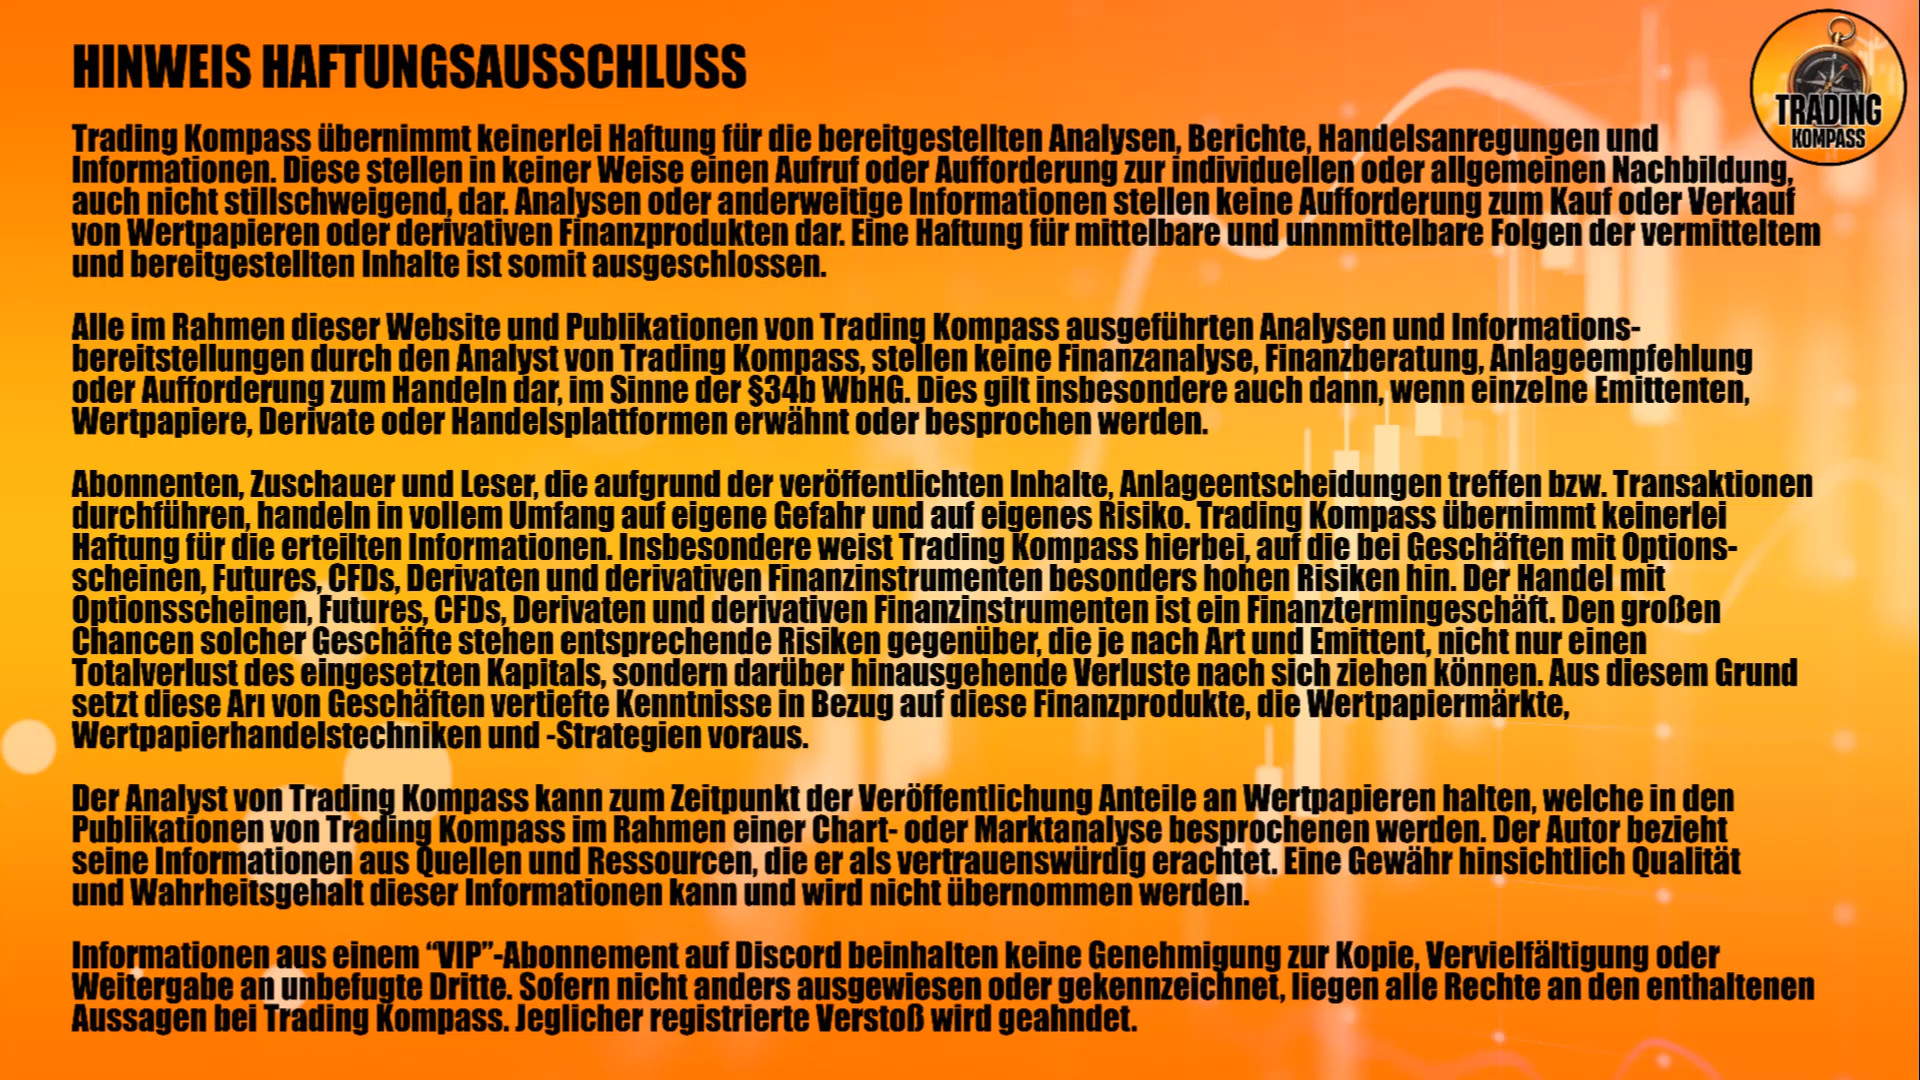 HINWEIS HAFTUNGSAUSSCHLUSS
TRADING
KOMPASS
Trading Kompass übernimmt keinerlei Haftung für die bereitgestellten Analysen, Berichte, Handelsanregungen und
Informationen. Diese stellen in keiner Weise einen Aufruf oder Aufforderung zur individuellen oder allgemeinen Nachbildung,
auch nicht stillschweigend, dar. Analysen oder anderweitige Informationen stellen keine Aufforderung zum Kauf oder Verkauf
von Wertpapieren oder derivativen Finanzprodukten dar. Eine Haftung für mittelbare und unnmittelbare Folgen der vermitteltem
und bereitgestellten Inhalte ist somit ausgeschlossen.
Alle im Rahmen dieser Website und Publikationen von Trading Kompass ausgeführten Analysen und Informations-
bereitstellungen durch den Analyst von Trading Kompass, stellen keine Finanzanalyse, Finanzberatung, Anlageempfehlung
oder Aufforderung zum Handeln dar, im Sinne der §34b WbHG. Dies gilt insbesondere auch dann, wenn einzelne Emittenten,
Wertpapiere, Derivate oder Handelsplattformen erwähnt oder besprochen werden.
Abonnenten, Zuschauer und Leser, die aufgrund der veröffentlichten Inhalte, Anlageentscheidungen treffen bzw. Transaktionen
durchführen, handeln in vollem Umfang auf eigene Gefahr und auf eigenes Risiko. Trading Kompass übernimmt keinerlei
Haftung für die erteilten Informationen. Insbesondere weist Trading Kompass hierbei, auf die bei Geschäften mit Options-
scheinen, Futures, CFDs, Derivaten und derivativen Finanzinstrumenten besonders hohen Risiken hin. Der Handel mit
Optionsscheinen, Futures, CFDs, Derivaten und derivativen Finanzinstrumenten ist ein Finanztermingeschäft. Den großen
Chancen solcher Geschäfte stehen entsprechende Risiken gegenüber, die je nach Art und Emittent, nicht nur einen
Totalverlust des eingesetzten Kapitals, sondern darüber hinausgehende Verluste nach sich ziehen können. Aus diesem Grund
setzt diese Arı von Geschäften vertiefte Kenntnisse in Bezug auf diese Finanzprodukte, die Wertpapiermärkte,
Wertpapierhandelstechniken und -Strategien voraus.
Der Analyst von Trading Kompass kann zum Zeitpunkt der Veröffentlichung Anteile an Wertpapieren halten, welche in den
Publikationen von Trading Kompass im Rahmen einer Chart- oder Marktanalyse besprochenen werden. Der Autor bezieht
seine Informationen aus Quellen und Ressourcen, die er als vertrauenswürdig erachtet. Eine Gewähr hinsichtlich Qualität
und Wahrheitsgehalt dieser Informationen kann und wird nicht übernommen werden.
Informationen aus einem “VIP”-Abonnement auf Discord beinhalten keine Genehmigung zur Kopie, Vervielfältigung oder
Weitergabe an unbefugte Dritte. Sofern nicht anders ausgewiesen oder gekennzeichnet, liegen alle Rechte an den enthaltenen
Aussagen bei Trading Kompass. Jeglicher registrierte Verstoß wird geahndet.